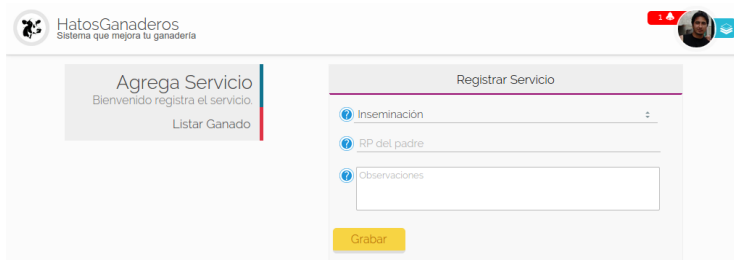 HatosGanaderos
Sistema que mejora tu ganadería
1
Agrega Servicio
Bienvenido registra el servicio.
Listar Ganado
Registrar Servicio
? Inseminación
? RP del padre
? Observaciones
Grabar